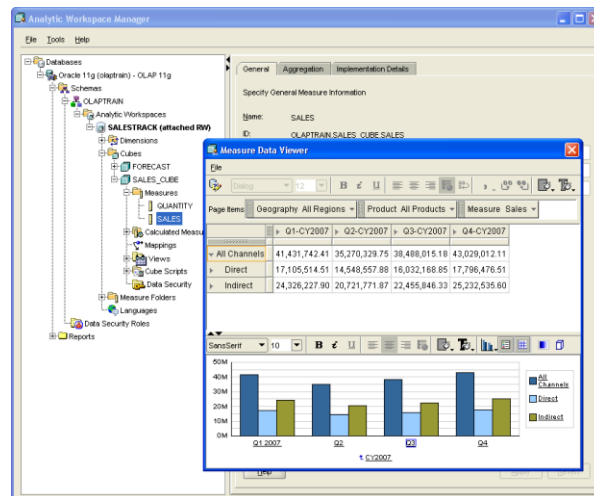 Analytic Workspace Manager
File Tools Help
Databases
Oracle 11g (olaptrain) - OLAP 11g
Schemas
OLAPTRAIN
Analytic Workspaces
SALESTRACK (attached RW)
Dimensions
Cubes
FORECAST
SALES_CUBE
Measures
QUANTITY
SALES
Calculated Measu
Mappings
Views
Cube Scripts
Data Security
Measure Folders
Languages
Data Security Roles
Reports
General Aggregation Implementation Details
Specify General Measure Information
Name: SALES
ID: OLAPTRAIN.SALES_CUBE.SALES
Measure Data Viewer
File
Dialog 12 B i U
Page Items Geography All Regions Product All Products Measure Sales
Q1-CY2007 Q2-CY2007 Q3-CY2007 Q4-CY2007
All Channels 41,431,742.41 35,270,329.75 38,488,015.18 43,029,012.11
Direct 17,105,514.51 14,548,557.88 16,032,168.85 17,796,476.51
Indirect 24,326,227.90 20,721,771.87 22,455,846.33 25,232,535.60
SansSerif 10 B i U
50M
40M
30M
20M
10M
0M
Q1 2007 Q2 Q3 Q4
CY2007
All Channels
Direct
Indirect
Help